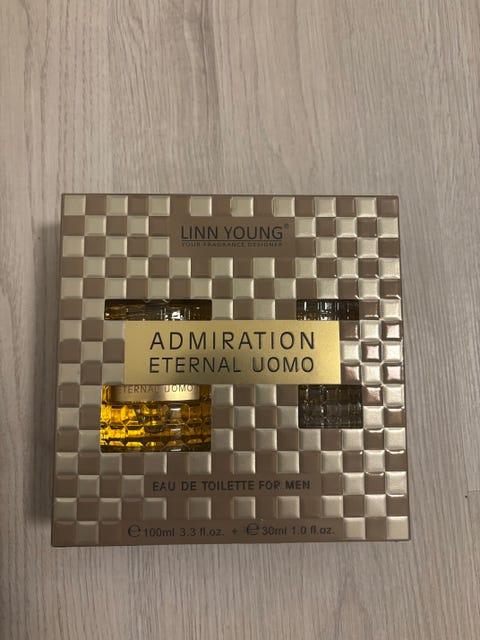 LINN YOUNG®
YOUR FRAGRANCE DESIGNER
ADMIRATION
ETERNAL UOMO
ETERNAL UOMO
EAU DE TOILETTE FOR MEN
℮100ml 3.3 fl.oz. + ℮30ml 1.0 fl.oz.